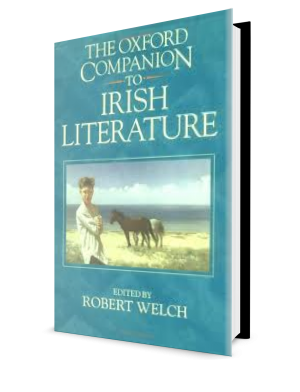 THE OXFORD
COMPANION
TO
IRISH
LITERATURE
EDITED BY
ROBERT WELCH